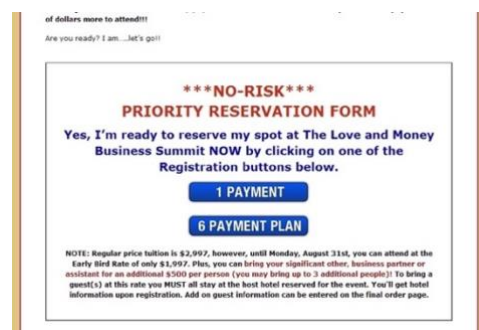 of dollars more to attend!!!
Are you ready? I am....let's go!!
***NO-RISK***
PRIORITY RESERVATION FORM
Yes, I'm ready to reserve my spot at The Love and Money
Business Summit NOW by clicking on one of the
Registration buttons below.
1 PAYMENT
6 PAYMENT PLAN
NOTE: Regular price tuition is $2,997, however, until Monday, August 31st, you can attend at the
Early Bird Rate of only $1,997. Plus, you can bring your significant other, business partner or
assistant for an additional $500 per person (you may bring up to 3 additional people)! To bring a
guest(s) at this rate you MUST all stay at the host hotel reserved for the event. You'll get hotel
information upon registration. Add on guest information can be entered on the final order page.